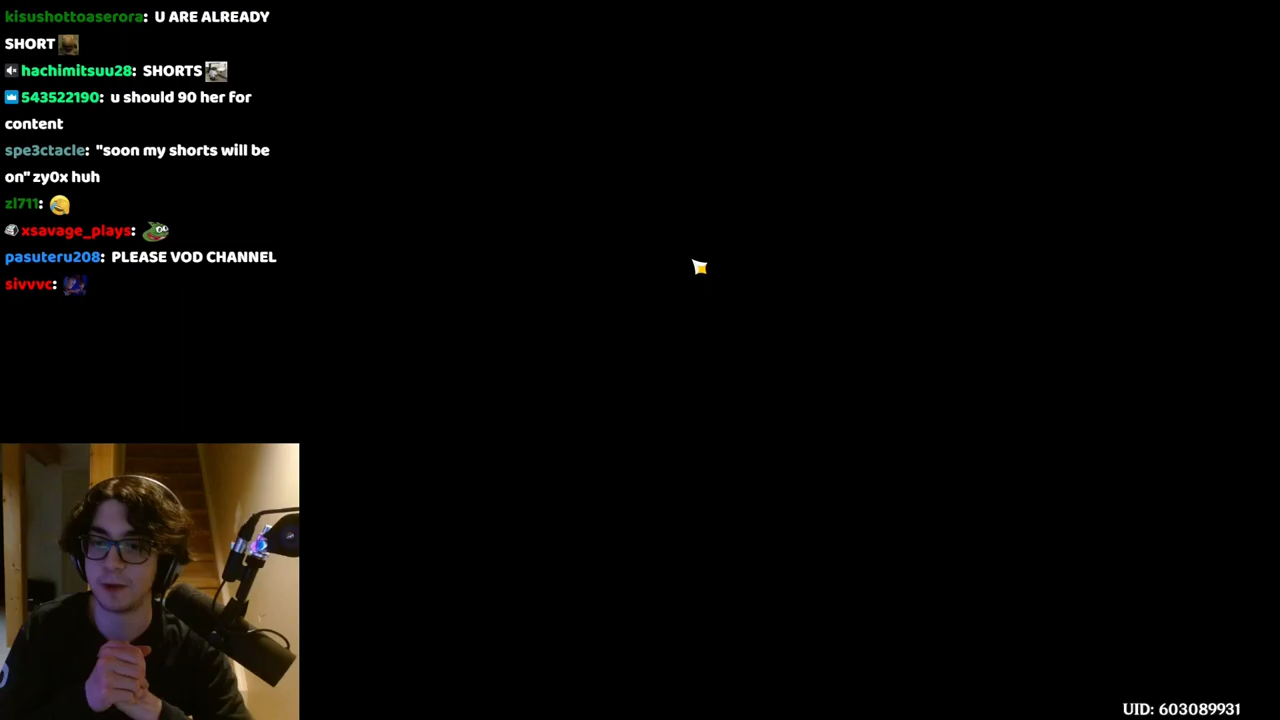 kisushottoaserora: U ARE ALREADY
SHORT
hachimitsuu28: SHORTS
543522190: u should 90 her for
content
spe3ctacle: "soon my shorts will be
on" zy0x huh
zl711:
xsavage_plays:
pasuteru208: PLEASE VOD CHANNEL
sivvvc:
UID: 603089931